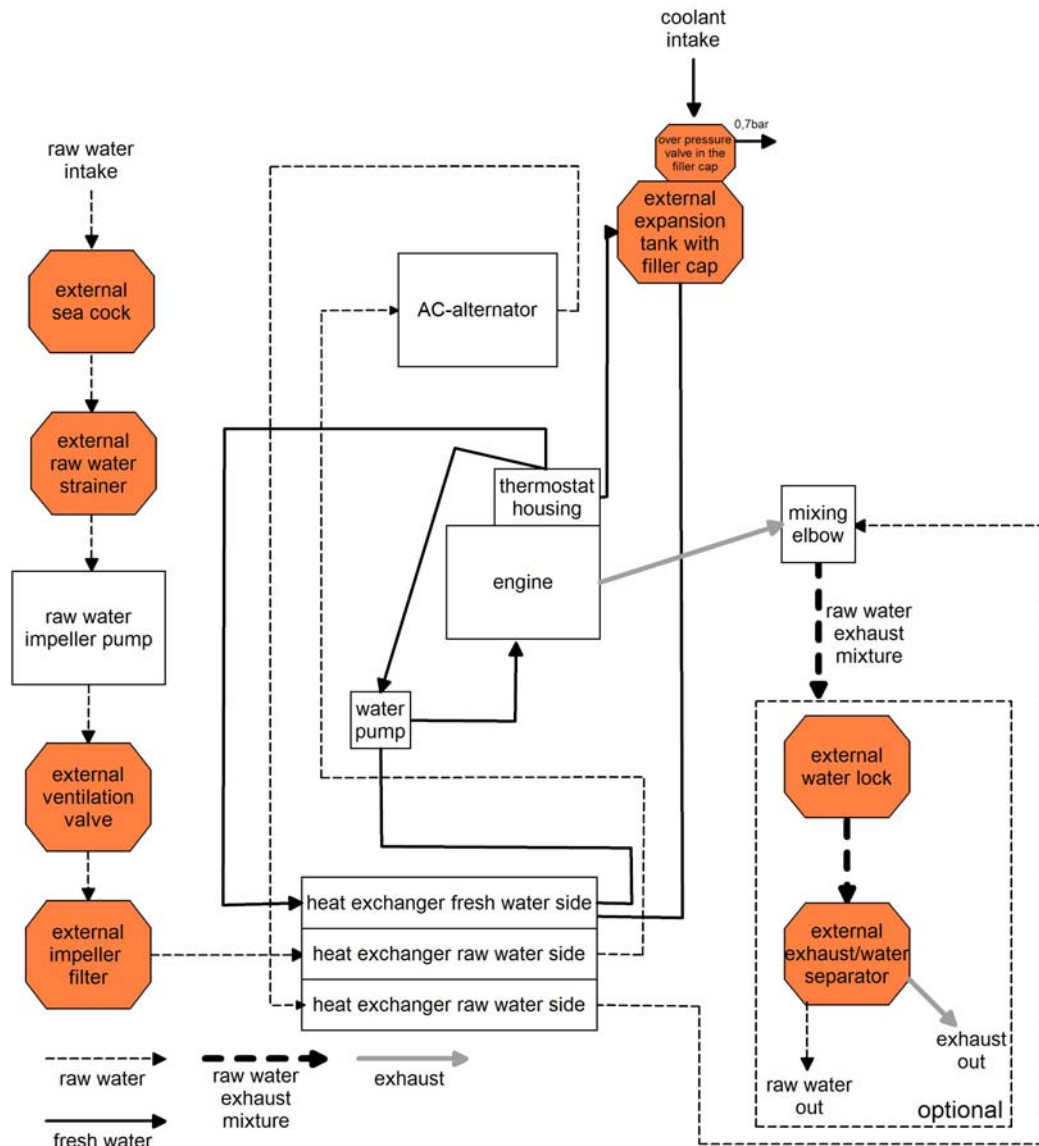 coolant
intake
0,7bar
over pressure
valve in the
filler cap
external
expansion
tank with
filler cap
raw water
intake
external
sea cock
AC-alternator
external
raw water
strainer
thermostat
housing
engine
mixing
elbow
raw water
impeller pump
raw water
exhaust
mixture
water
pump
external
ventilation
valve
external
water lock
heat exchanger fresh water side
heat exchanger raw water side
heat exchanger raw water side
external
impeller
filter
external
exhaust/water
separator
exhaust
out
raw water
out
optional
raw water
raw water
exhaust
mixture
exhaust
fresh water